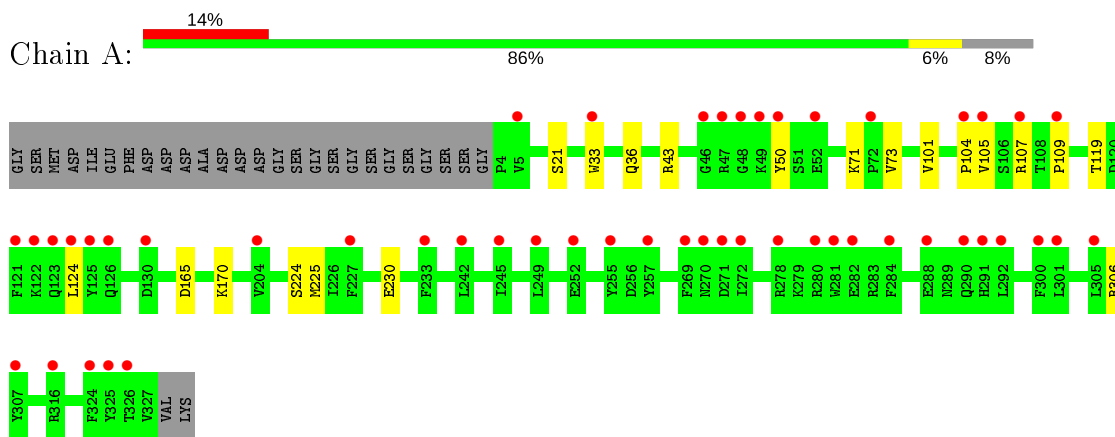 14%
Chain A:
86% 6% 8%
GLY SER MET ASP ILE GLU PHE ASP ASP ASP ALA ASP ASP ASP GLY SER GLY SER GLY SER GLY SER GLY SER SER GLY P4 V5 S21 W33 Q36 R43 G46 R47 G48 K49 Y50 S51 E52 K71 P72 V73 V101 P104 V105 S106 R107 T108 P109 T119 D120
F121 K122 Q123 L124 Y125 Q126 D130 D165 K170 V204 S224 M225 I226 F227 E230 F233 L242 I245 L249 E252 Y255 D256 Y257 F269 N270 D271 I272 R278 K279 R280 W281 E282 R283 F284 E288 N289 Q290 H291 L292 F300 L301 L305 R306
Y307 R316 F324 Y325 T326 V327 VAL LYS